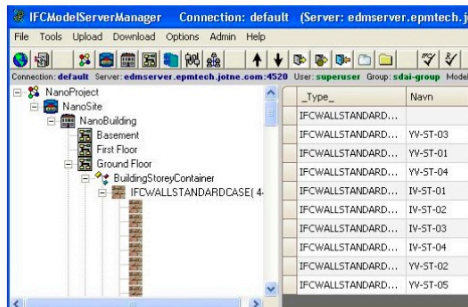 IFCModelServerManager Connection: default (Server: edmserver.epmtech.j
File Tools Upload Download Options Admin Help
Connection: default Server: edmserver.epmtech.jotne.com:4520 User: superuser Group: sdai-group Model
NanoProject
NanoSite
NanoBuilding
Basement
First Floor
Ground Floor
BuildingStoreyContainer
IFCWALLSTANDARDCASE( 4
_Type_ Navn
IFCWALLSTANDARD...
IFCWALLSTANDARD... YV-ST-03
IFCWALLSTANDARD... YV-ST-01
IFCWALLSTANDARD... YV-ST-04
IFCWALLSTANDARD... IV-ST-01
IFCWALLSTANDARD... IV-ST-02
IFCWALLSTANDARD... IV-ST-03
IFCWALLSTANDARD... IV-ST-04
IFCWALLSTANDARD... YV-ST-02
IFCWALLSTANDARD... YV-ST-05